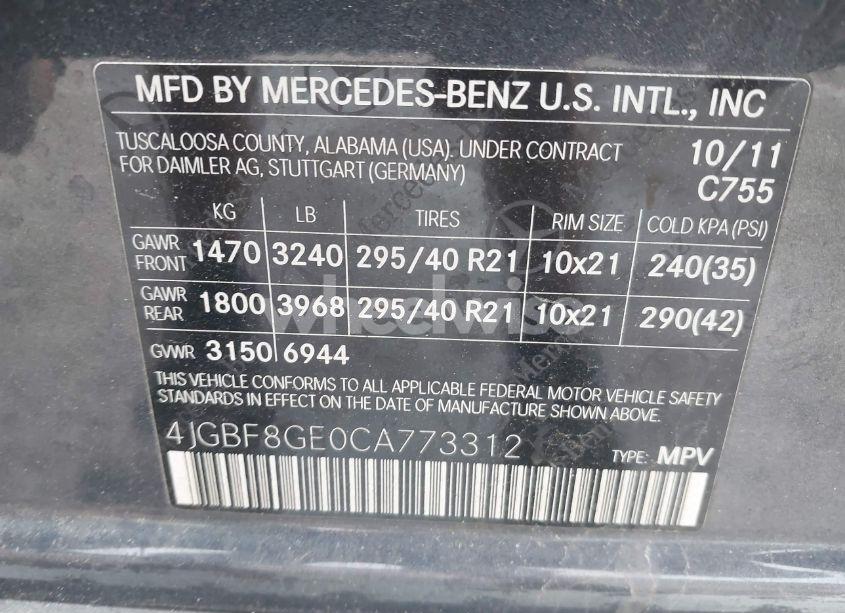 MFD BY MERCEDES-BENZ U.S. INTL., INC
TUSCALOOSA COUNTY, ALABAMA (USA). UNDER CONTRACT
FOR DAIMLER AG, STUTTGART (GERMANY)
10/11
C755
KG LB TIRES RIM SIZE COLD KPA (PSI)
GAWR FRONT 1470 3240 295/40 R21 10x21 240(35)
GAWR REAR 1800 3968 295/40 R21 10x21 290(42)
GVWR 3150 6944
THIS VEHICLE CONFORMS TO ALL APPLICABLE FEDERAL MOTOR VEHICLE SAFETY
STANDARDS IN EFFECT ON THE DATE OF MANUFACTURE SHOWN ABOVE.
4JGBF8GE0CA773312
TYPE: MPV